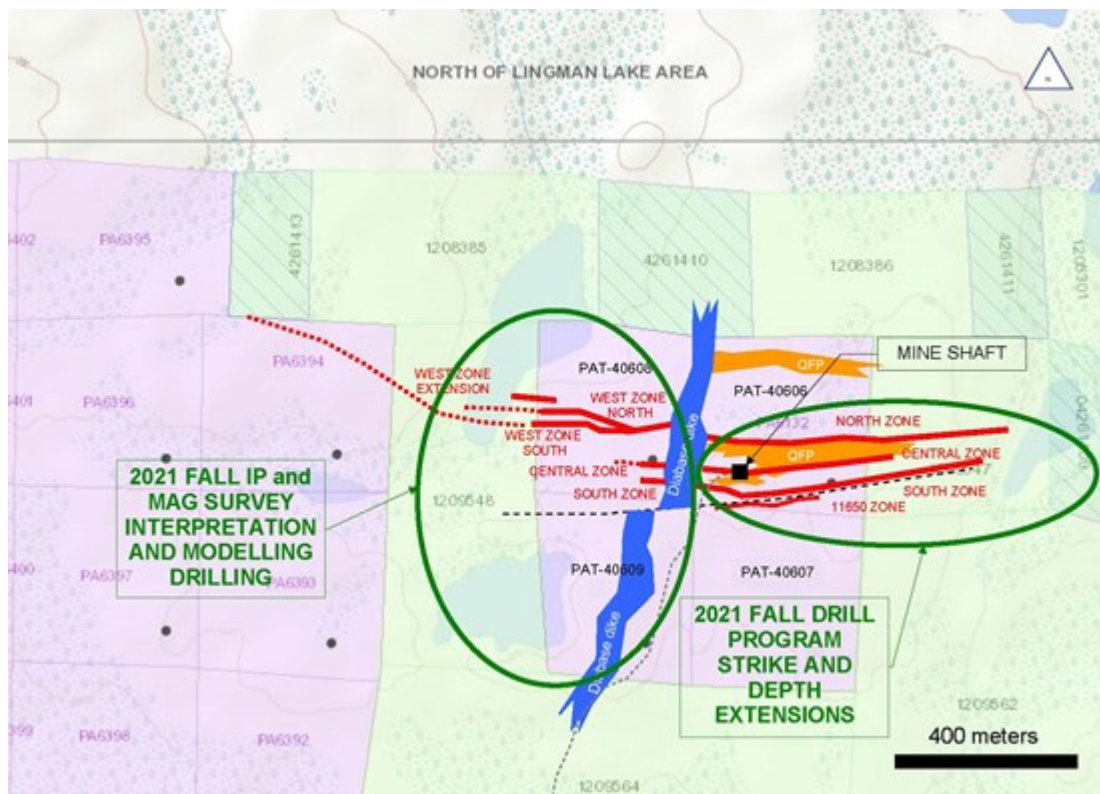 NORTH OF LINGMAN LAKE AREA
N
PA6395
4261413
1208385
4261410
1208386
4261411
1208301
PA6394
PA6396
WEST ZONE
EXTENSION
PAT-40608
WEST ZONE
NORTH
WEST ZONE
SOUTH
CENTRAL ZONE
SOUTH ZONE
Diabase dike
QFP
MINE SHAFT
PAT-40606
NORTH ZONE
QFP
CENTRAL ZONE
SOUTH ZONE
11650 ZONE
2021 FALL IP and
MAG SURVEY
INTERPRETATION
AND MODELLING
DRILLING
1209548
PA6397
PA6393
PAT-40609
PAT-40607
Diabase dike
2021 FALL DRILL
PROGRAM
STRIKE AND
DEPTH
EXTENSIONS
1209562
PA6398
PA6392
400 meters
1209564